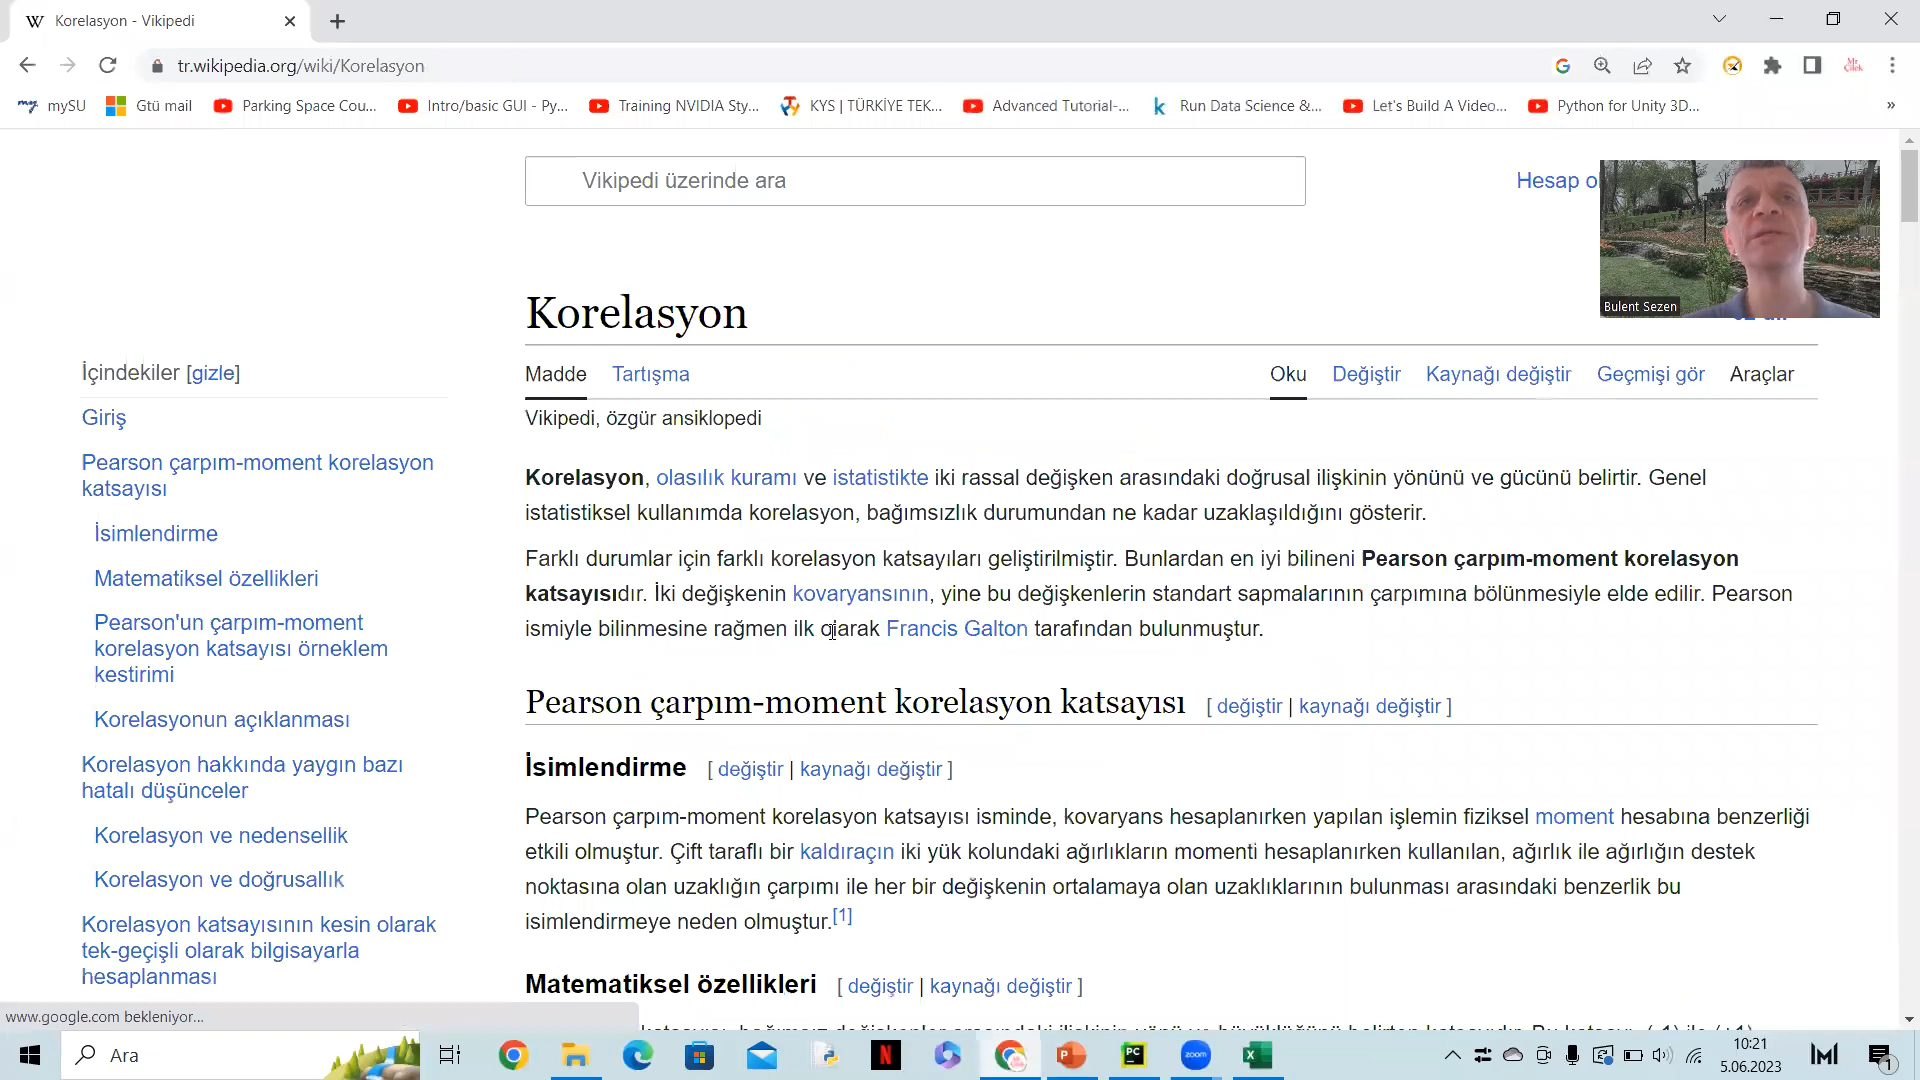 Korelasyon - Vikipedi
tr.wikipedia.org/wiki/Korelasyon
mySU Gtü mail Parking Space Cou... Intro/basic GUI - Py... Training NVIDIA Sty... KYS | TÜRKİYE TEK... Advanced Tutorial-... Run Data Science &... Let's Build A Video... Python for Unity 3D... »
Vikipedi üzerinde ara
Hesap
Bulent Sezen
Korelasyon
Madde Tartışma Oku Değiştir Kaynağı değiştir Geçmişi gör Araçlar
Vikipedi, özgür ansiklopedi
İçindekiler [gizle]
Giriş
Pearson çarpım-moment korelasyon
katsayısı
İsimlendirme
Matematiksel özellikleri
Pearson'un çarpım-moment
korelasyon katsayısı örneklem
kestirimi
Korelasyonun açıklanması
Korelasyon hakkında yaygın bazı
hatalı düşünceler
Korelasyon ve nedensellik
Korelasyon ve doğrusallık
Korelasyon katsayısının kesin olarak
tek-geçişli olarak bilgisayarla
hesaplanması
Korelasyon, olasılık kuramı ve istatistikte iki rassal değişken arasındaki doğrusal ilişkinin yönünü ve gücünü belirtir. Genel
istatistiksel kullanımda korelasyon, bağımsızlık durumundan ne kadar uzaklaşıldığını gösterir.
Farklı durumlar için farklı korelasyon katsayıları geliştirilmiştir. Bunlardan en iyi bilineni Pearson çarpım-moment korelasyon
katsayısıdır. İki değişkenin kovaryansının, yine bu değişkenlerin standart sapmalarının çarpımına bölünmesiyle elde edilir. Pearson
ismiyle bilinmesine rağmen ilk olarak Francis Galton tarafından bulunmuştur.
Pearson çarpım-moment korelasyon katsayısı [ değiştir | kaynağı değiştir ]
İsimlendirme [ değiştir | kaynağı değiştir ]
Pearson çarpım-moment korelasyon katsayısı isminde, kovaryans hesaplanırken yapılan işlemin fiziksel moment hesabına benzerliği
etkili olmuştur. Çift taraflı bir kaldıraçın iki yük kolundaki ağırlıkların momenti hesaplanırken kullanılan, ağırlık ile ağırlığın destek
noktasına olan uzaklığın çarpımı ile her bir değişkenin ortalamaya olan uzaklıklarının bulunması arasındaki benzerlik bu
isimlendirmeye neden olmuştur.[1]
Matematiksel özellikleri [ değiştir | kaynağı değiştir ]
www.google.com bekleniyor...
Ara
PC
zoom
10:21
5.06.2023
1